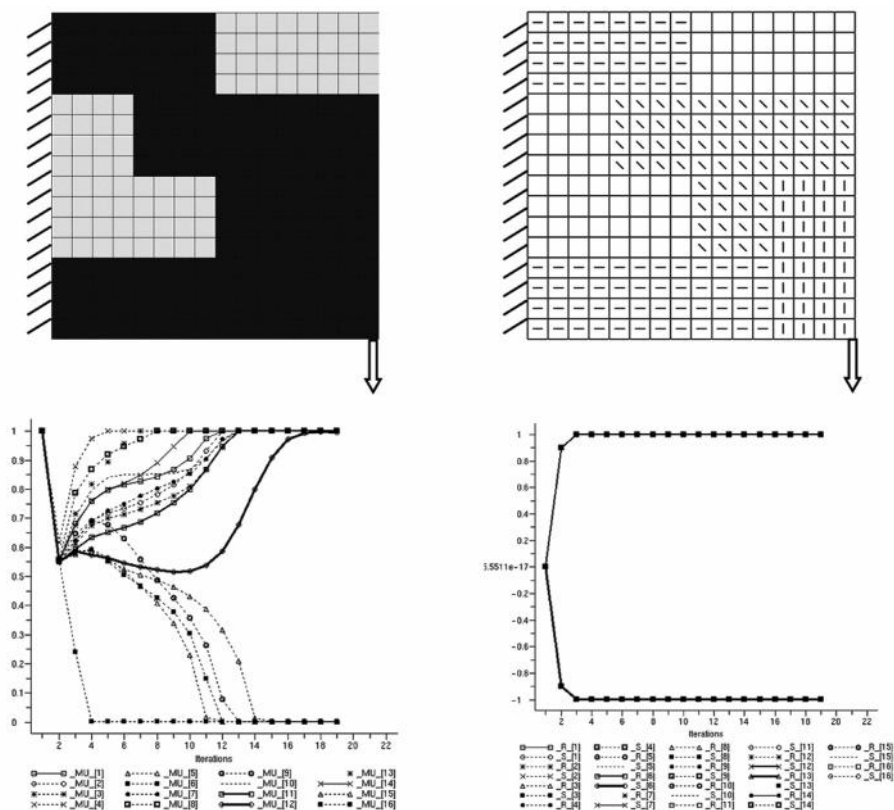 1
0.9
0.8
0.7
0.6
0.5
0.4
0.3
0.2
0.1
0
2 4 6 8 10 12 14 16 18 20 22
Iterations
_MU_[1] _MU_[5] _MU_[9] _MU_[13]
_MU_[2] _MU_[6] _MU_[10] _MU_[14]
_MU_[3] _MU_[7] _MU_[11] _MU_[15]
_MU_[4] _MU_[8] _MU_[12] _MU_[16]
1
0.8
0.6
0.4
0.2
5.5511e-17
-0.2
-0.4
-0.6
-0.8
-1
2 4 6 8 10 12 14 16 18 20 22
Iterations
_R_[1] _S_[4] _R_[8] _S_[11] _R_[15]
_S_[1] _R_[5] _S_[8] _R_[12] _S_[15]
_R_[2] _S_[5] _R_[9] _S_[12] _R_[16]
_S_[2] _R_[6] _S_[9] _R_[13] _S_[16]
_R_[3] _S_[6] _R_[10] _S_[13]
_S_[3] _R_[7] _S_[10] _R_[14]
_R_[4] _S_[7] _R_[11] _S_[14]